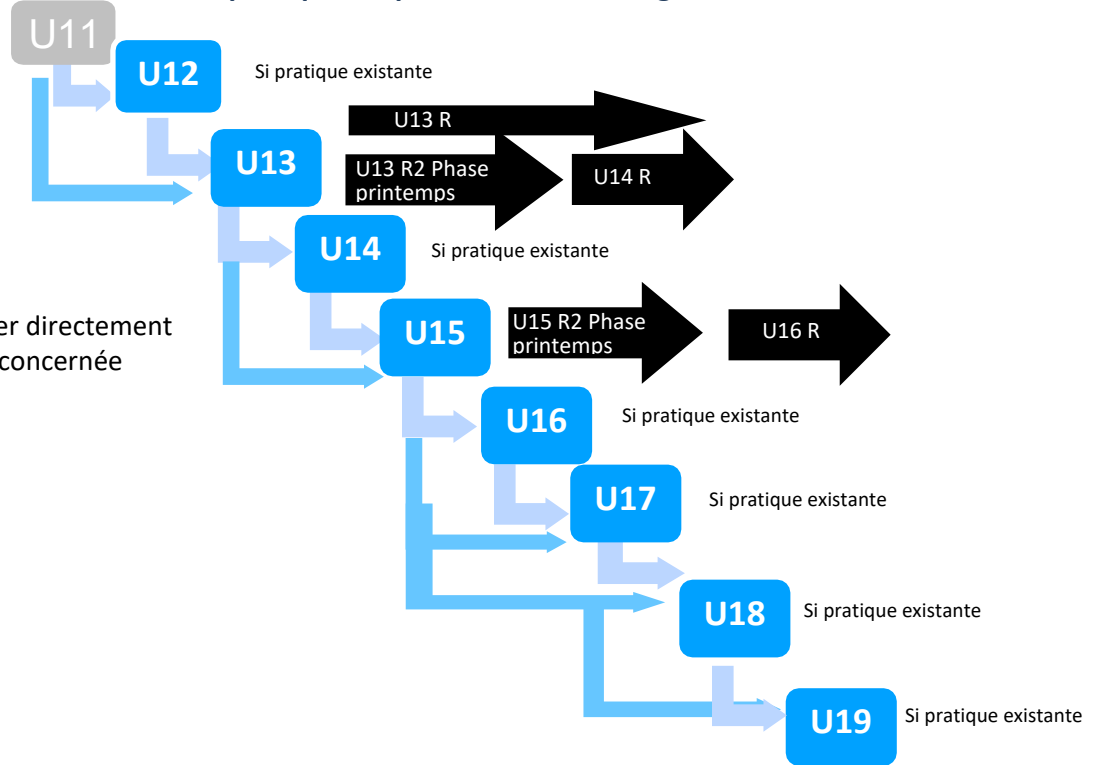 U11
U12
Si pratique existante
U13 R
U13
U13 R2 Phase
printemps
U14 R
U14
Si pratique existante
er directement
concernée
U15
U15 R2 Phase
printemps
U16 R
U16
Si pratique existante
U17
Si pratique existante
U18
Si pratique existante
U19
Si pratique existante